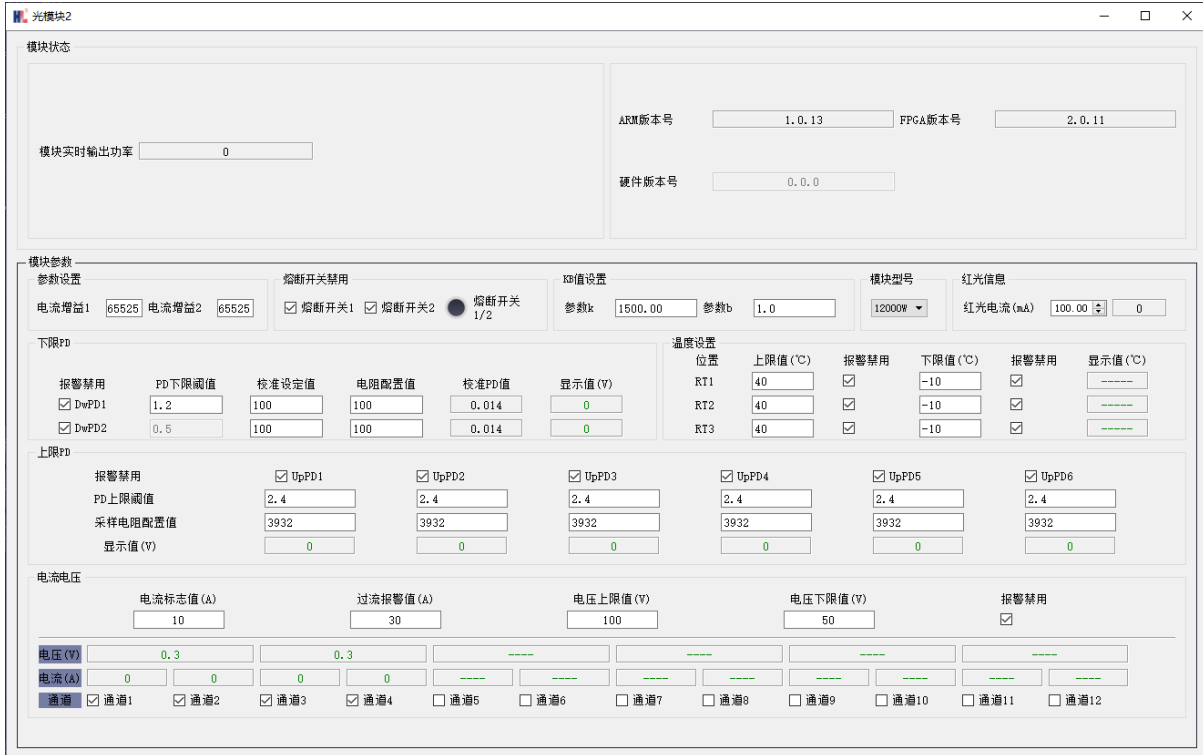 光模块2
模块状态
ARM版本号 1.0.13 FPGA版本号 2.0.11
模块实时输出功率 0
硬件版本号 0.0.0
模块参数
参数设置 熔断开关禁用 KB值设置 模块型号 红光信息
电流增益1 65525 电流增益2 65525 熔断开关1 熔断开关2 熔断开关 1/2 参数k 1500.00 参数b 1.0 12000W 红光电流(mA) 100.00 0
下限PD 温度设置
位置 上限值(℃) 报警禁用 下限值(℃) 报警禁用 显示值(℃)
报警禁用 PD下限阈值 校准设定值 电阻配置值 校准PD值 显示值(V)
RT1 40 -10 -----
DwPD1 1.2 100 100 0.014 0
RT2 40 -10 -----
DwPD2 0.5 100 100 0.014 0
RT3 40 -10 -----
上限PD
报警禁用 UpPD1 UpPD2 UpPD3 UpPD4 UpPD5 UpPD6
PD上限阈值 2.4 2.4 2.4 2.4 2.4 2.4
采样电阻配置值 3932 3932 3932 3932 3932 3932
显示值(V) 0 0 0 0 0 0
电流电压
电流标志值(A) 过流报警值(A) 电压上限值(V) 电压下限值(V) 报警禁用
10 30 100 50
电压(V) 0.3 0.3 ---- ---- ---- ----
电流(A) 0 0 0 0 ---- ---- ---- ---- ---- ---- ---- ----
通道 通道1 通道2 通道3 通道4 通道5 通道6 通道7 通道8 通道9 通道10 通道11 通道12